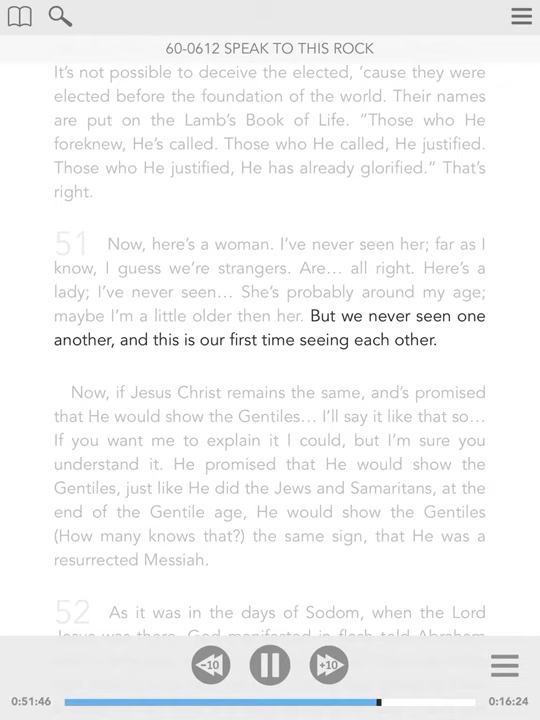 60-0612 SPEAK TO THIS ROCK
It’s not possible to deceive the elected, ’cause they were
elected before the foundation of the world. Their names
are put on the Lamb’s Book of Life. “Those who He
foreknew, He’s called. Those who He called, He justified.
Those who He justified, He has already glorified.” That’s
right.
51 Now, here’s a woman. I’ve never seen her; far as I
know, I guess we’re strangers. Are… all right. Here’s a
lady; I’ve never seen… She’s probably around my age;
maybe I’m a little older then her. But we never seen one
another, and this is our first time seeing each other.
Now, if Jesus Christ remains the same, and’s promised
that He would show the Gentiles… I’ll say it like that so…
If you want me to explain it I could, but I’m sure you
understand it. He promised that He would show the
Gentiles, just like He did the Jews and Samaritans, at the
end of the Gentile age, He would show the Gentiles
(How many knows that?) the same sign, that He was a
resurrected Messiah.
52 As it was in the days of Sodom, when the Lord
Jesus was there, God manifested in flesh told Abraham
-10 +10
0:51:46 0:16:24